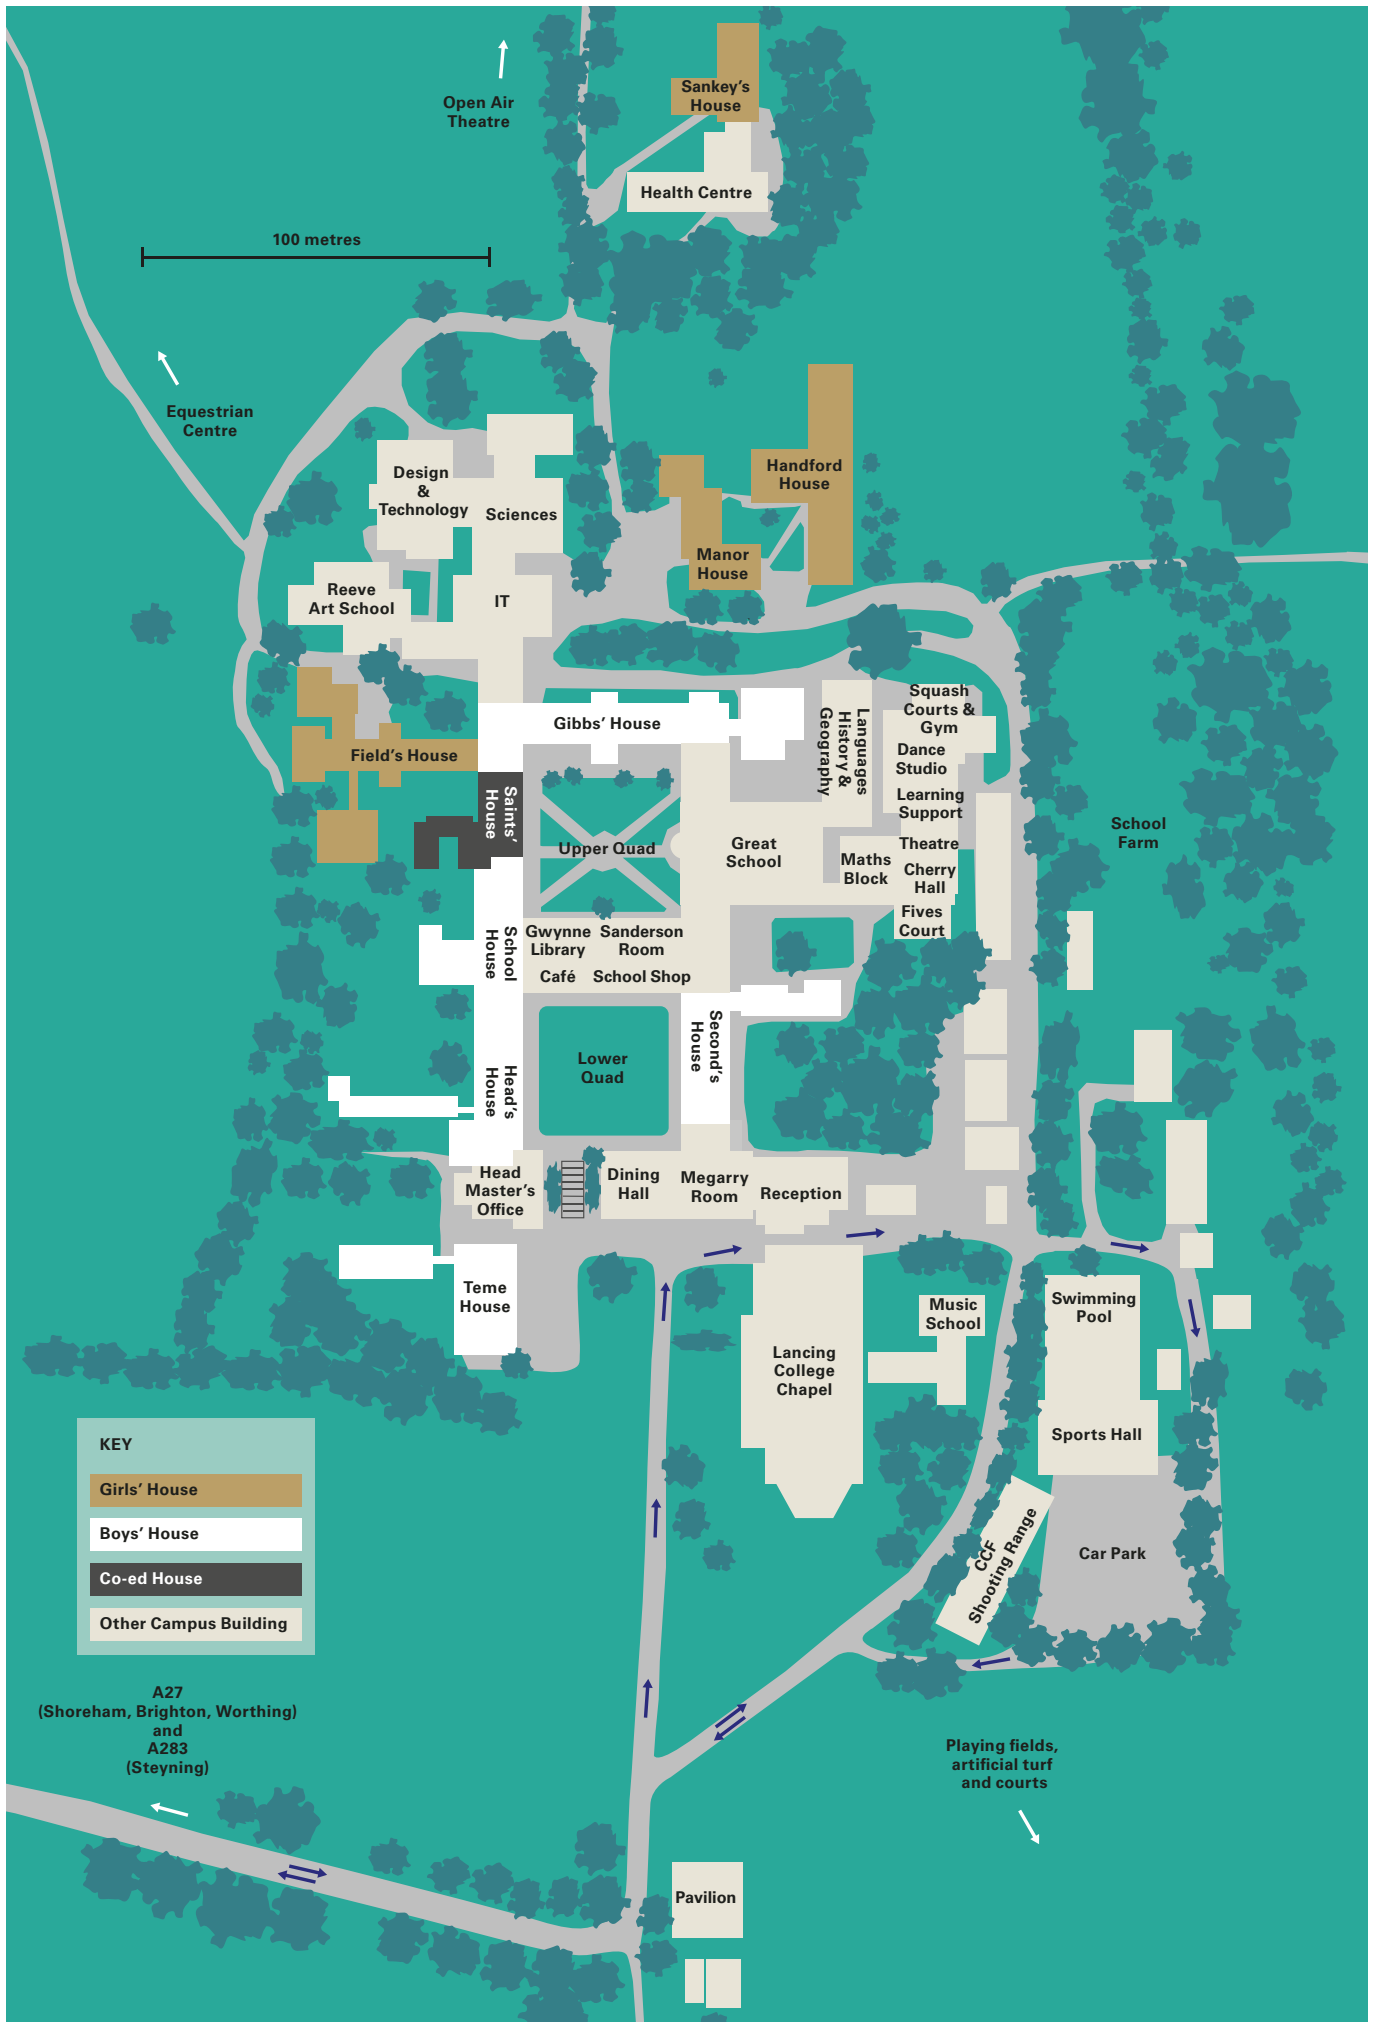 Sankey's
House
Open Air
Theatre
Health Centre
100 metres
Equestrian
Centre
Design
&
Technology
Sciences
Handford
House
Manor
House
Reeve
Art School
IT
Gibbs' House
Languages
History &
Geography
Squash
Courts &
Gym
Dance
Studio
Learning
Support
Theatre
Cherry
Hall
Fives
Court
Field's House
Saints'
House
Upper Quad
Great
School
Maths
Block
School
Farm
School
House
Gwynne
Library
Sanderson
Room
Café
School Shop
Head's
House
Lower
Quad
Second's
House
Head
Master's
Office
Dining
Hall
Megarry
Room
Reception
Teme
House
Lancing
College
Chapel
Music
School
Swimming
Pool
Sports Hall
CCF
Shooting Range
Car Park
KEY
Girls' House
Boys' House
Co-ed House
Other Campus Building
A27
(Shoreham, Brighton, Worthing)
and
A283
(Steyning)
Playing fields,
artificial turf
and courts
Pavilion